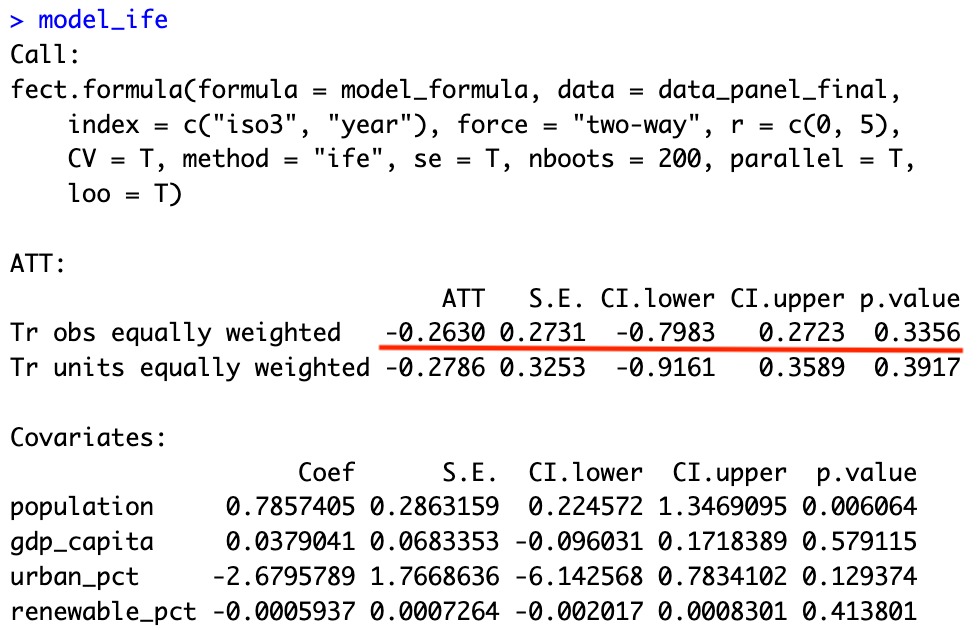 > model_ife
Call:
fect.formula(formula = model_formula, data = data_panel_final,
    index = c("iso3", "year"), force = "two-way", r = c(0, 5),
    CV = T, method = "ife", se = T, nboots = 200, parallel = T,
    loo = T)
ATT:
                            ATT   S.E. CI.lower CI.upper p.value
Tr obs equally weighted   -0.2630 0.2731  -0.7983   0.2723  0.3356
Tr units equally weighted -0.2786 0.3253  -0.9161   0.3589  0.3917
Covariates:
                    Coef      S.E.  CI.lower  CI.upper  p.value
population     0.7857405 0.2863159  0.224572 1.3469095 0.006064
gdp_capita     0.0379041 0.0683353 -0.096031 0.1718389 0.579115
urban_pct     -2.6795789 1.7668636 -6.142568 0.7834102 0.129374
renewable_pct -0.0005937 0.0007264 -0.002017 0.0008301 0.413801